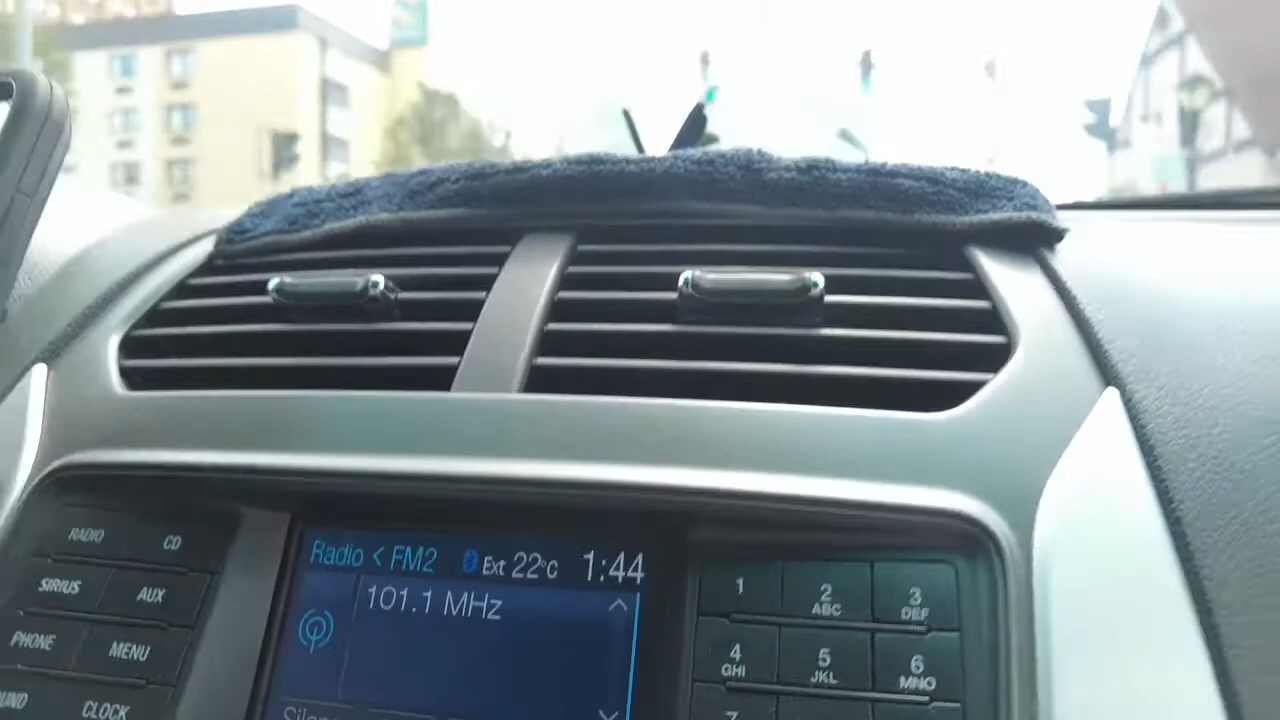 RADIO
CD
SIRIUS
AUX
PHONE
MENU
CLOCK
Radio < FM2 Ext 22°C 1:44
101.1 MHz
1
2
ABC
3
DEF
4
GHI
5
JKL
6
MNO